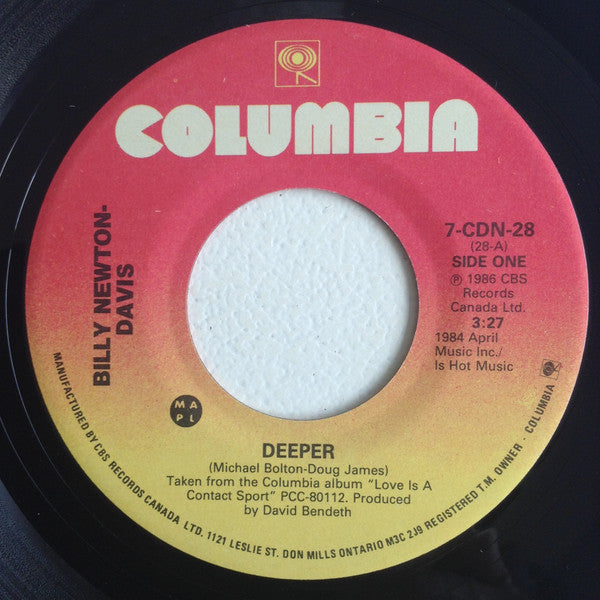 COLUMBIA
BILLY NEWTON-
DAVIS
7-CDN-28
(28-A)
SIDE ONE
℗ 1986 CBS
Records
Canada Ltd.
3:27
1984 April
Music Inc./
Is Hot Music
M A
P L
DEEPER
(Michael Bolton-Doug James)
Taken from the Columbia album “Love Is A
Contact Sport” PCC-80112. Produced
by David Bendeth
MANUFACTURED BY CBS RECORDS CANADA LTD. 1121 LESLIE ST. DON MILLS ONTARIO M3C 2J9 REGISTERED T.M. OWNER - COLUMBIA -